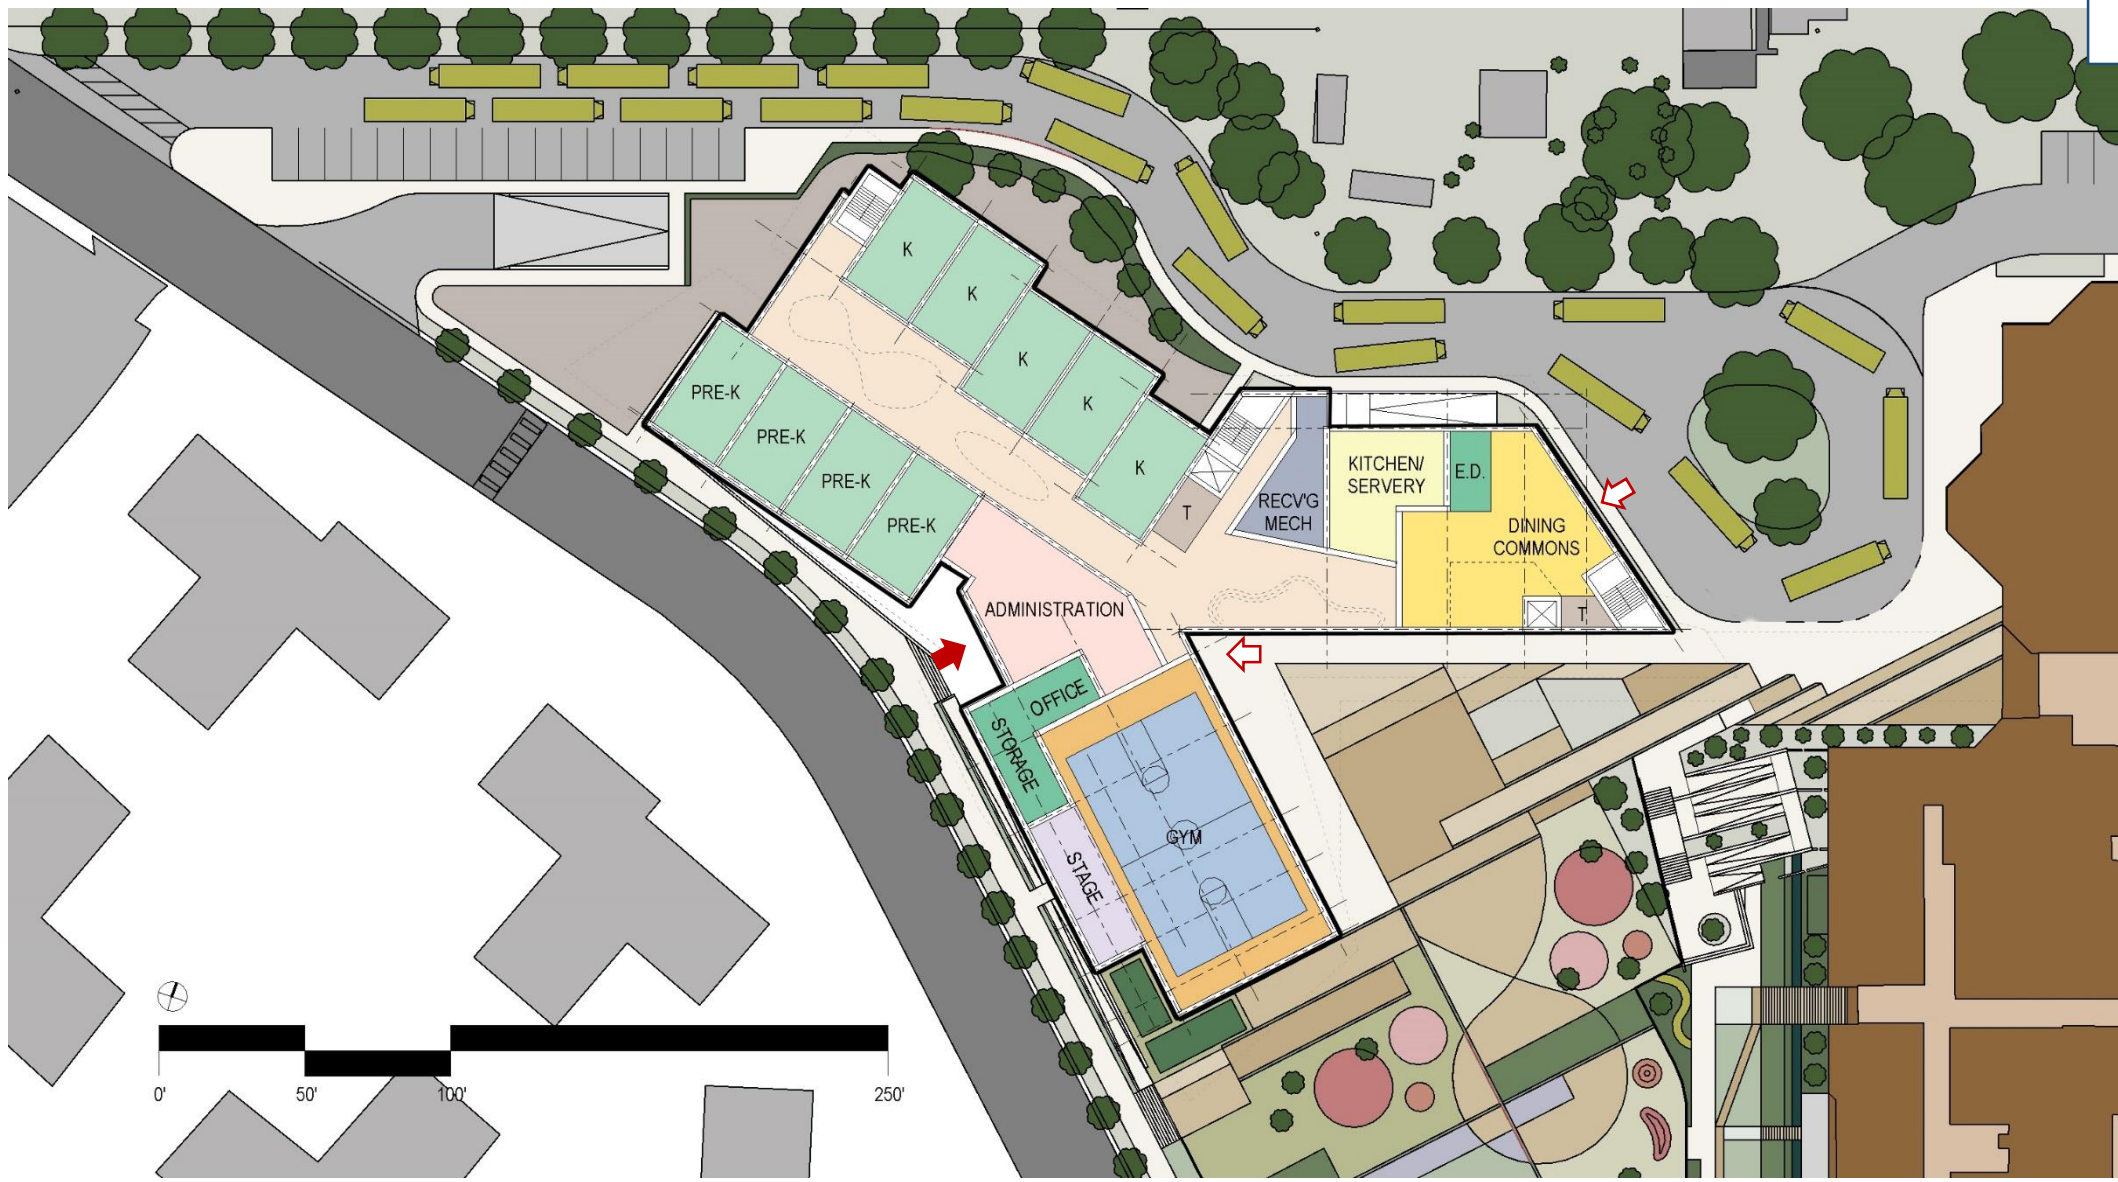 K
K
K
K
K
PRE-K
PRE-K
PRE-K
PRE-K
T
RECV'G
MECH
KITCHEN/
SERVERY
E.D.
DINING
COMMONS
T
ADMINISTRATION
OFFICE
STORAGE
STAGE
GYM
0'
50'
100'
250'